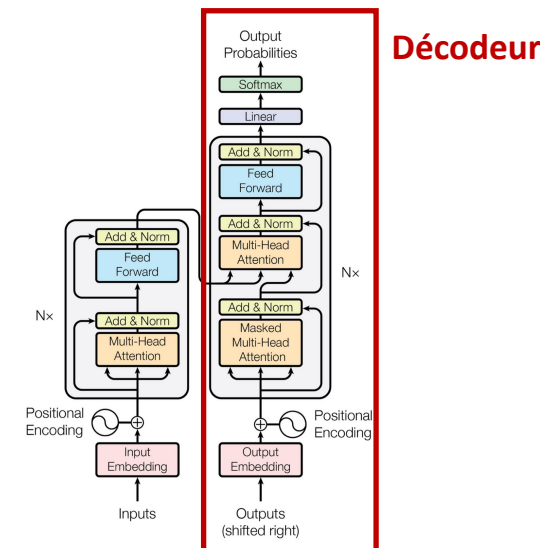 Décodeur
Output
Probabilities
Softmax
Linear
Add & Norm
Feed
Forward
Add & Norm
Multi-Head
Attention
Nx
Add & Norm
Masked
Multi-Head
Attention
Positional
Encoding
Output
Embedding
Outputs
(shifted right)
Add & Norm
Feed
Forward
Nx
Add & Norm
Multi-Head
Attention
Positional
Encoding
Input
Embedding
Inputs